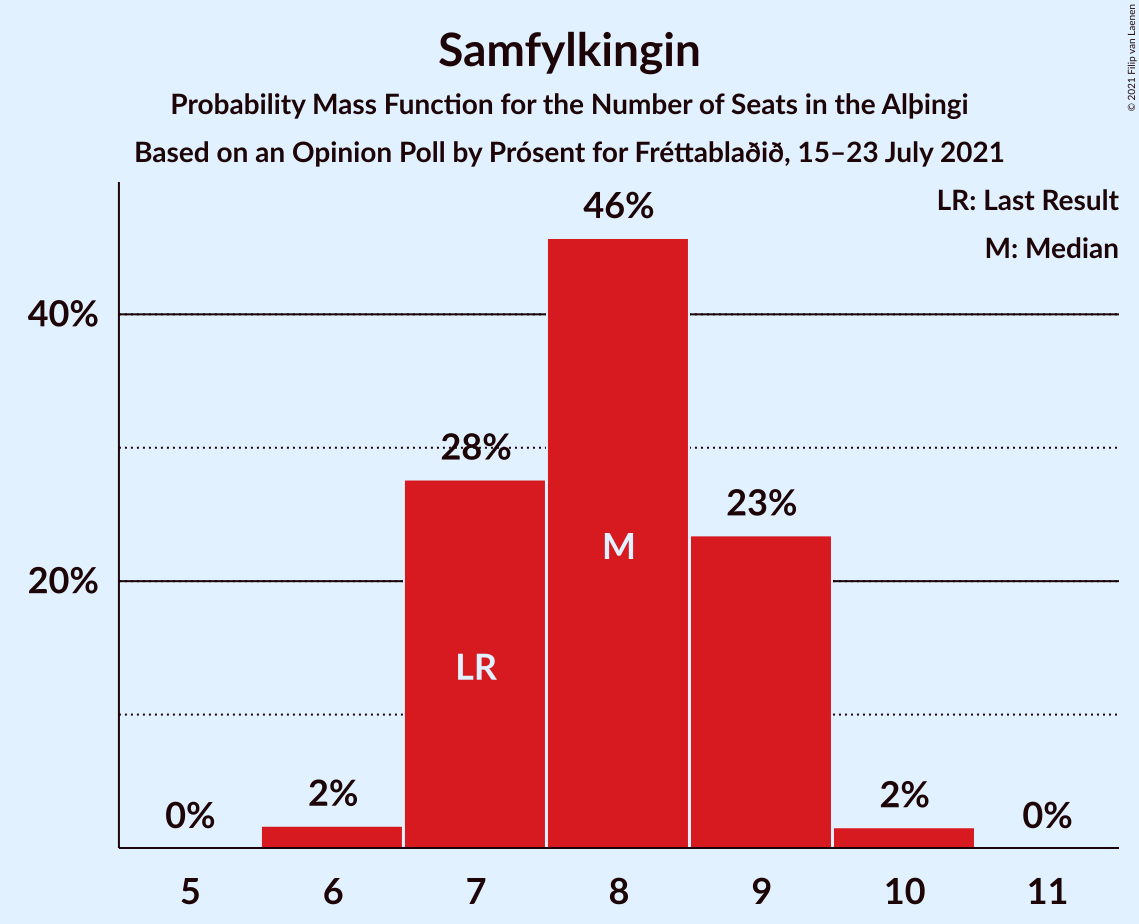 Samfylkingin
Probability Mass Function for the Number of Seats in the Alþingi
Based on an Opinion Poll by Prósent for Fréttablaðið, 15–23 July 2021
© 2021 Filip van Laenen
LR: Last Result
M: Median
46%
40%
28%
23%
M
20%
LR
2%
2%
0%
0%
5 6 7 8 9 10 11